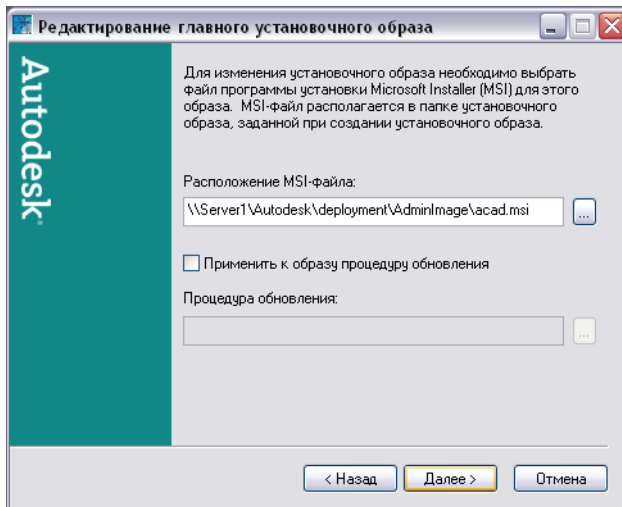 Редактирование главного установочного образа
Autodesk
Для изменения установочного образа необходимо выбрать
файл программы установки Microsoft Installer (MSI) для этого
образа. MSI-файл располагается в папке установочного
образа, заданной при создании установочного образа.
Расположение MSI-файла:
\\Server1\Autodesk\deployment\AdminImage\acad.msi
...
Применить к образу процедуру обновления
Процедура обновления:
...
< Назад
Далее >
Отмена